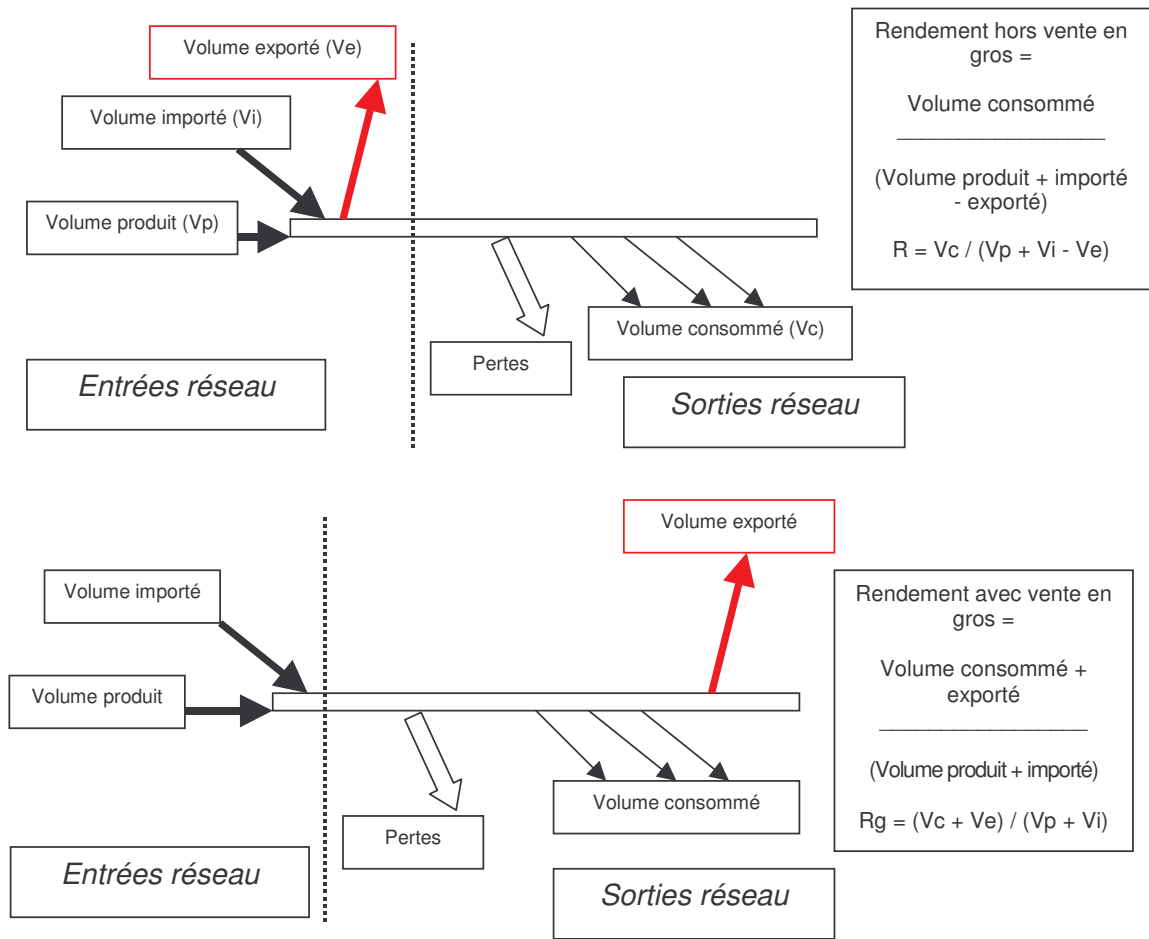 Volume exporté (Ve)
Volume importé (Vi)
Volume produit (Vp)
Pertes
Volume consommé (Vc)
Entrées réseau
Sorties réseau
Rendement hors vente en
gros =
Volume consommé
_________________
(Volume produit + importé
- exporté)
R = Vc / (Vp + Vi - Ve)
Volume exporté
Volume importé
Volume produit
Pertes
Volume consommé
Entrées réseau
Sorties réseau
Rendement avec vente en
gros =
Volume consommé +
exporté
_________________
(Volume produit + importé)
Rg = (Vc + Ve) / (Vp + Vi)